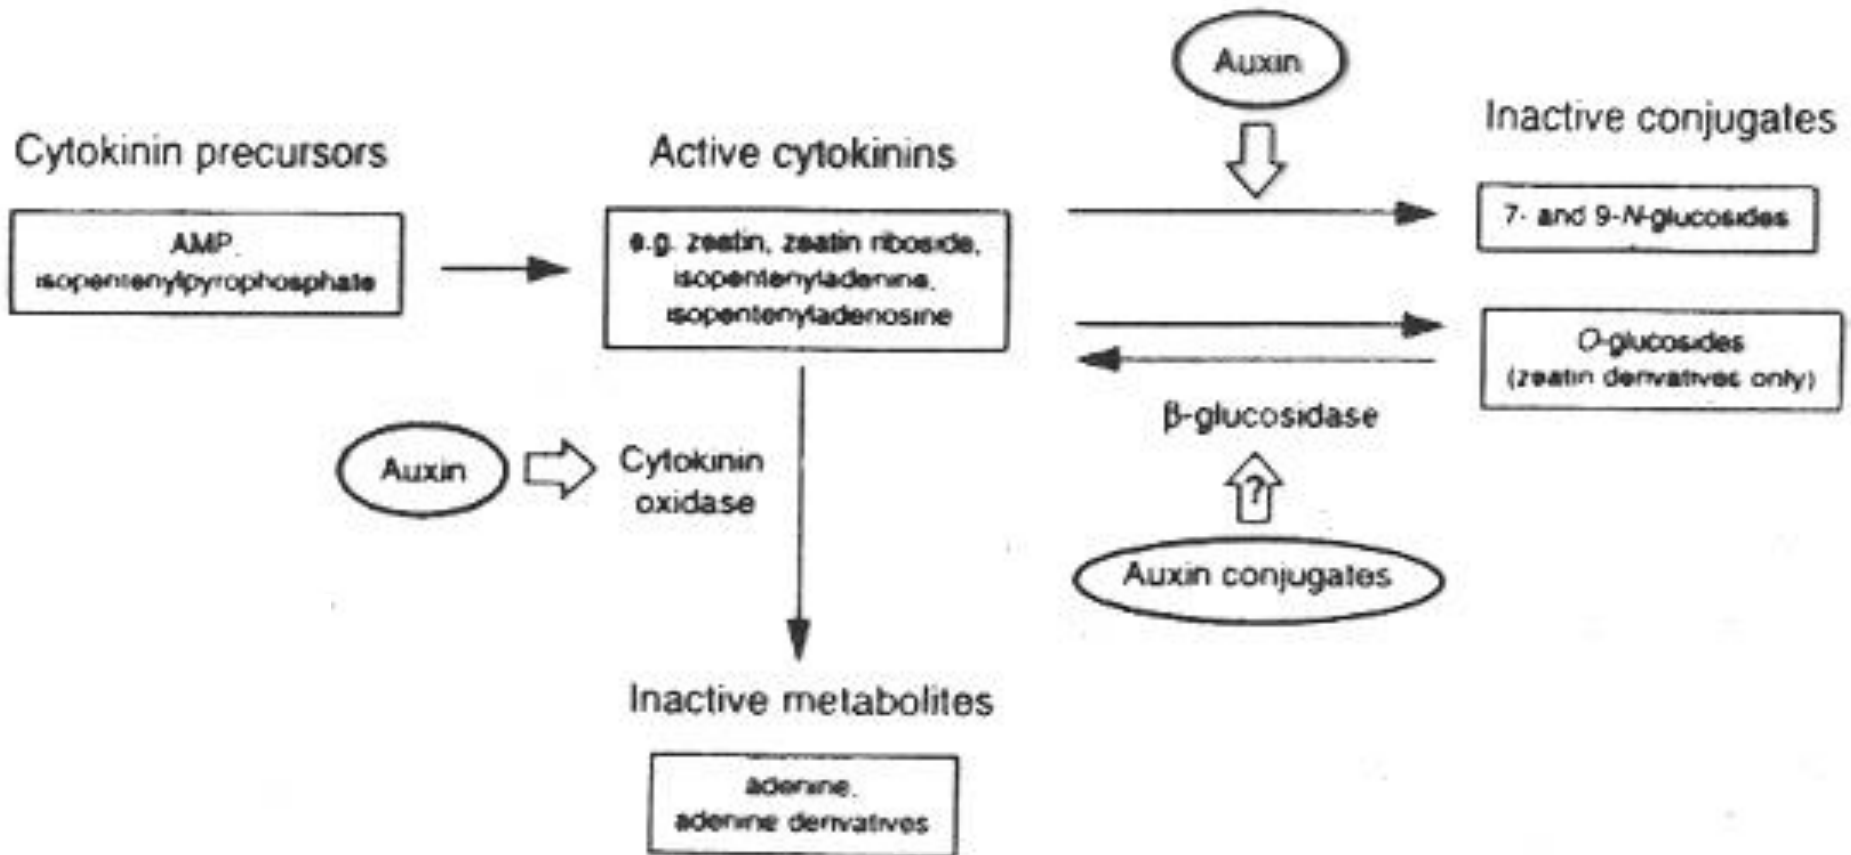 Auxin
Inactive conjugates
Cytokinin precursors
Active cytokinins
AMP,
isopentenylpyrophosphate
e.g. zeatin, zeatin riboside,
isopentenyladenine,
isopentenyladenosine
7- and 9-N-glucosides
O-glucosides
(zeatin derivatives only)
β-glucosidase
Auxin
Cytokinin
oxidase
?
Auxin conjugates
Inactive metabolites
adenine,
adenine derivatives